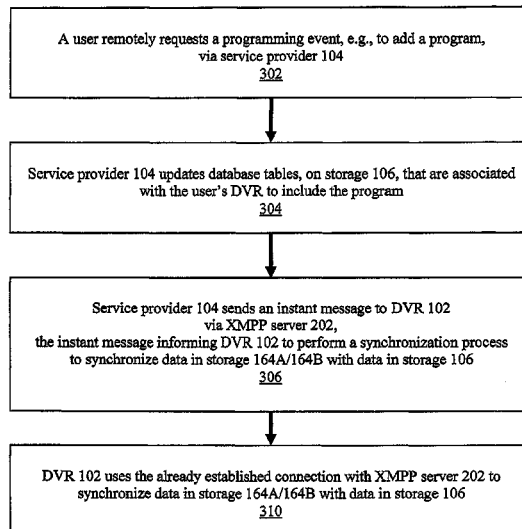 A user remotely requests a programming event, e.g., to add a program,
via service provider 104
302
Service provider 104 updates database tables, on storage 106, that are associated
with the user's DVR to include the program
304
Service provider 104 sends an instant message to DVR 102
via XMPP server 202,
the instant message informing DVR 102 to perform a synchronization process
to synchronize data in storage 164A/164B with data in storage 106
306
DVR 102 uses the already established connection with XMPP server 202 to
synchronize data in storage 164A/164B with data in storage 106
310